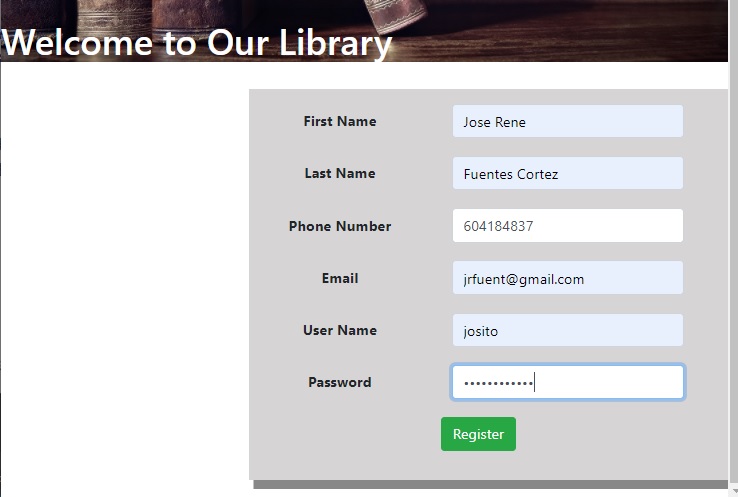 Welcome to Our Library
First Name Jose Rene
Last Name Fuentes Cortez
Phone Number 604184837
Email jrfuent@gmail.com
User Name josito
Password ••••••••••••
Register